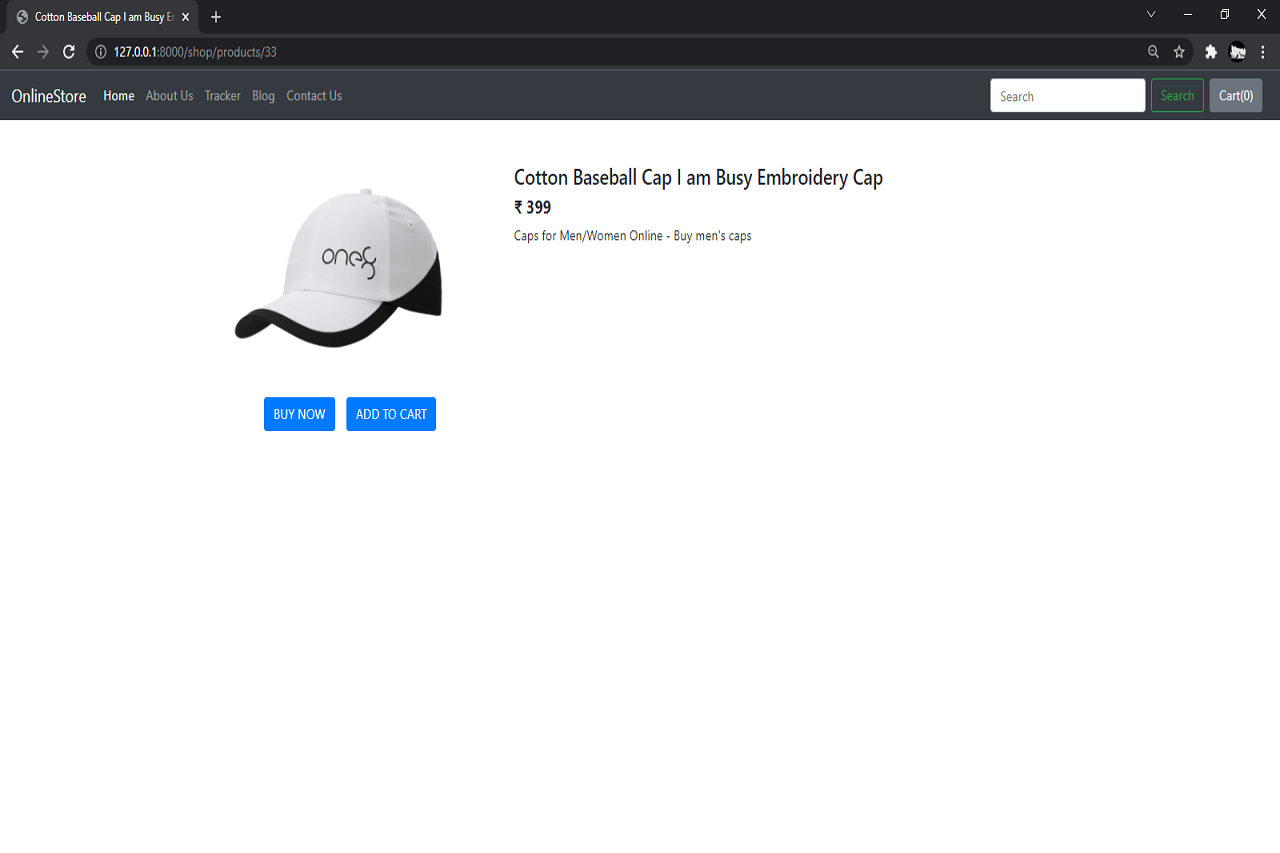 Cotton Baseball Cap I am Busy Er
127.0.0.1:8000/shop/products/33
OnlineStore Home About Us Tracker Blog Contact Us Search Search Cart(0)
Cotton Baseball Cap I am Busy Embroidery Cap
₹ 399
Caps for Men/Women Online - Buy men's caps
BUY NOW ADD TO CART